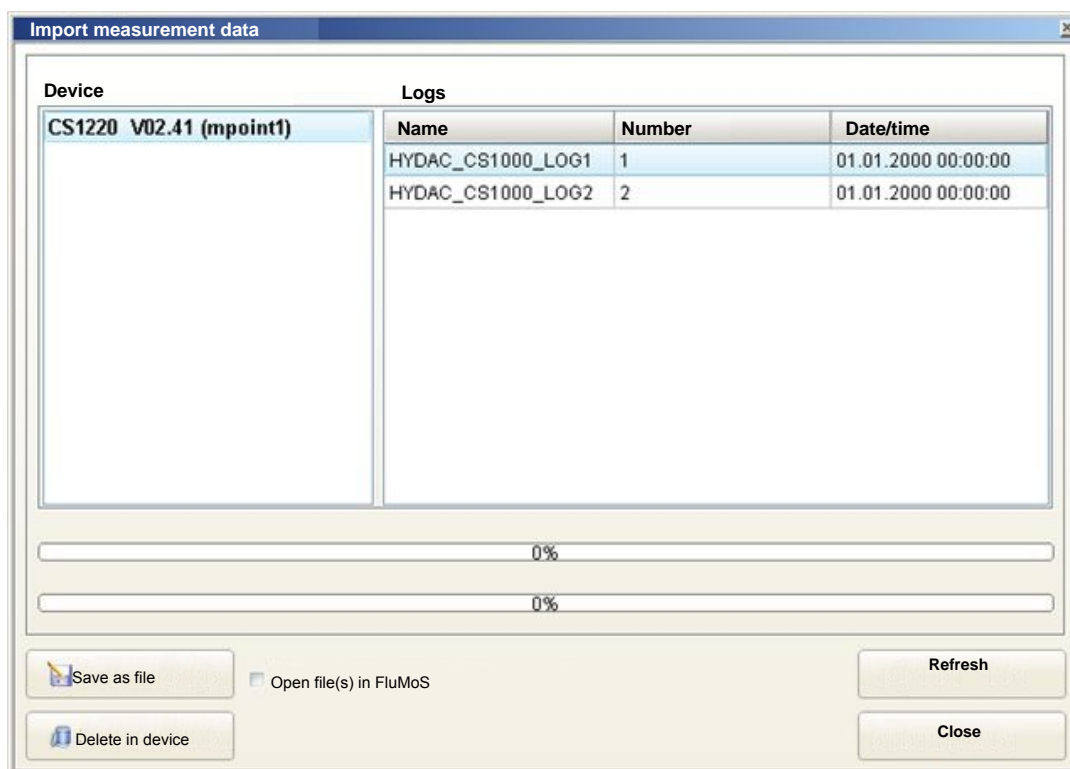 Import measurement data
Device
Logs
CS1220 V02.41 (mpoint1)
Name Number Date/time
HYDAC_CS1000_LOG1 1 01.01.2000 00:00:00
HYDAC_CS1000_LOG2 2 01.01.2000 00:00:00
0%
0%
Save as file
Open file(s) in FluMoS
Refresh
Delete in device
Close